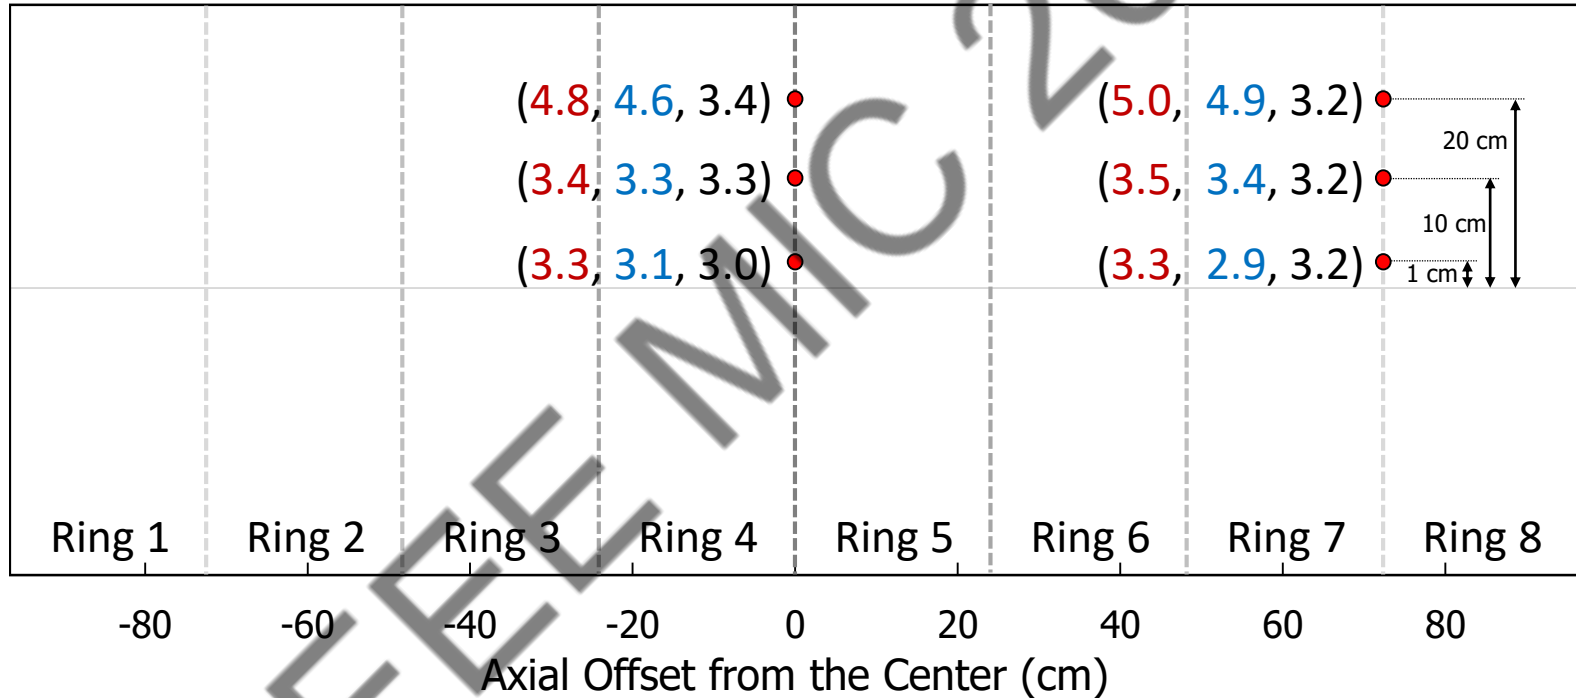 (4.8, 4.6, 3.4)
(5.0, 4.9, 3.2)
20 cm
(3.4, 3.3, 3.3)
(3.5, 3.4, 3.2)
10 cm
(3.3, 3.1, 3.0)
(3.3, 2.9, 3.2)
1 cm
Ring 1 Ring 2 Ring 3 Ring 4 Ring 5 Ring 6 Ring 7 Ring 8
-80 -60 -40 -20 0 20 40 60 80
Axial Offset from the Center (cm)
EE MIC 2